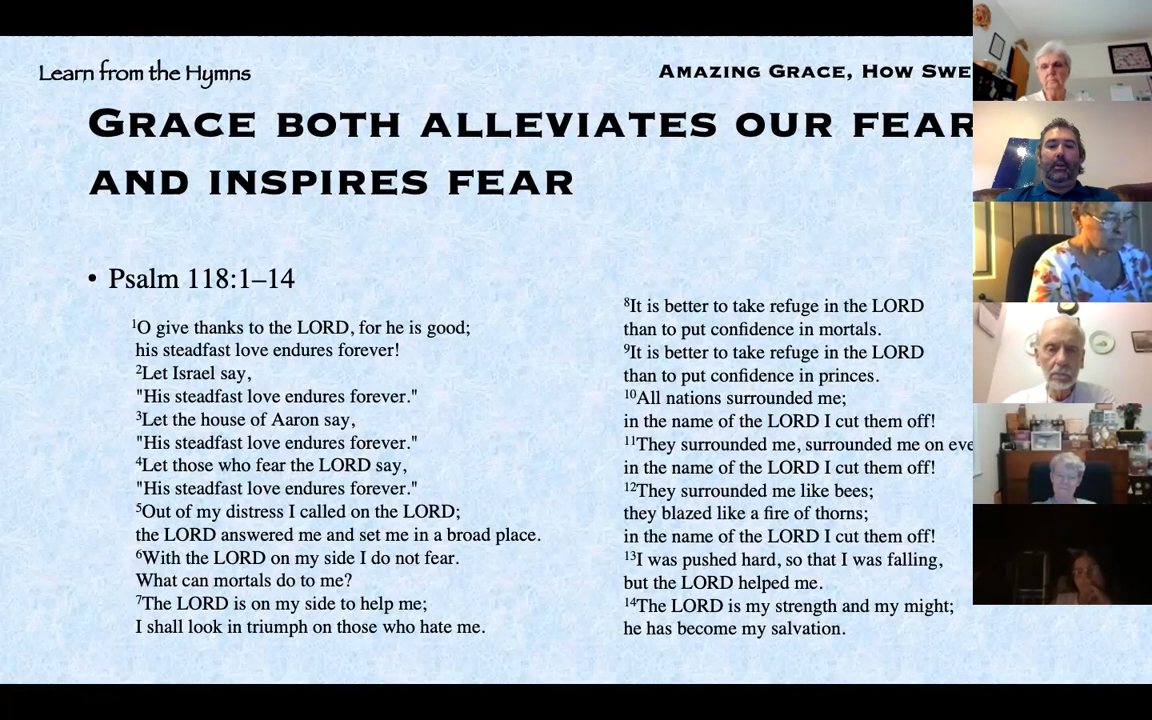 Learn from the Hymns
Amazing Grace, How Swe
Grace both alleviates our fear
and inspires fear
• Psalm 118:1–14
1O give thanks to the LORD, for he is good;
his steadfast love endures forever!
2Let Israel say,
"His steadfast love endures forever."
3Let the house of Aaron say,
"His steadfast love endures forever."
4Let those who fear the LORD say,
"His steadfast love endures forever."
5Out of my distress I called on the LORD;
the LORD answered me and set me in a broad place.
6With the LORD on my side I do not fear.
What can mortals do to me?
7The LORD is on my side to help me;
I shall look in triumph on those who hate me.
8It is better to take refuge in the LORD
than to put confidence in mortals.
9It is better to take refuge in the LORD
than to put confidence in princes.
10All nations surrounded me;
in the name of the LORD I cut them off!
11They surrounded me, surrounded me on eve
in the name of the LORD I cut them off!
12They surrounded me like bees;
they blazed like a fire of thorns;
in the name of the LORD I cut them off!
13I was pushed hard, so that I was falling,
but the LORD helped me.
14The LORD is my strength and my might;
he has become my salvation.